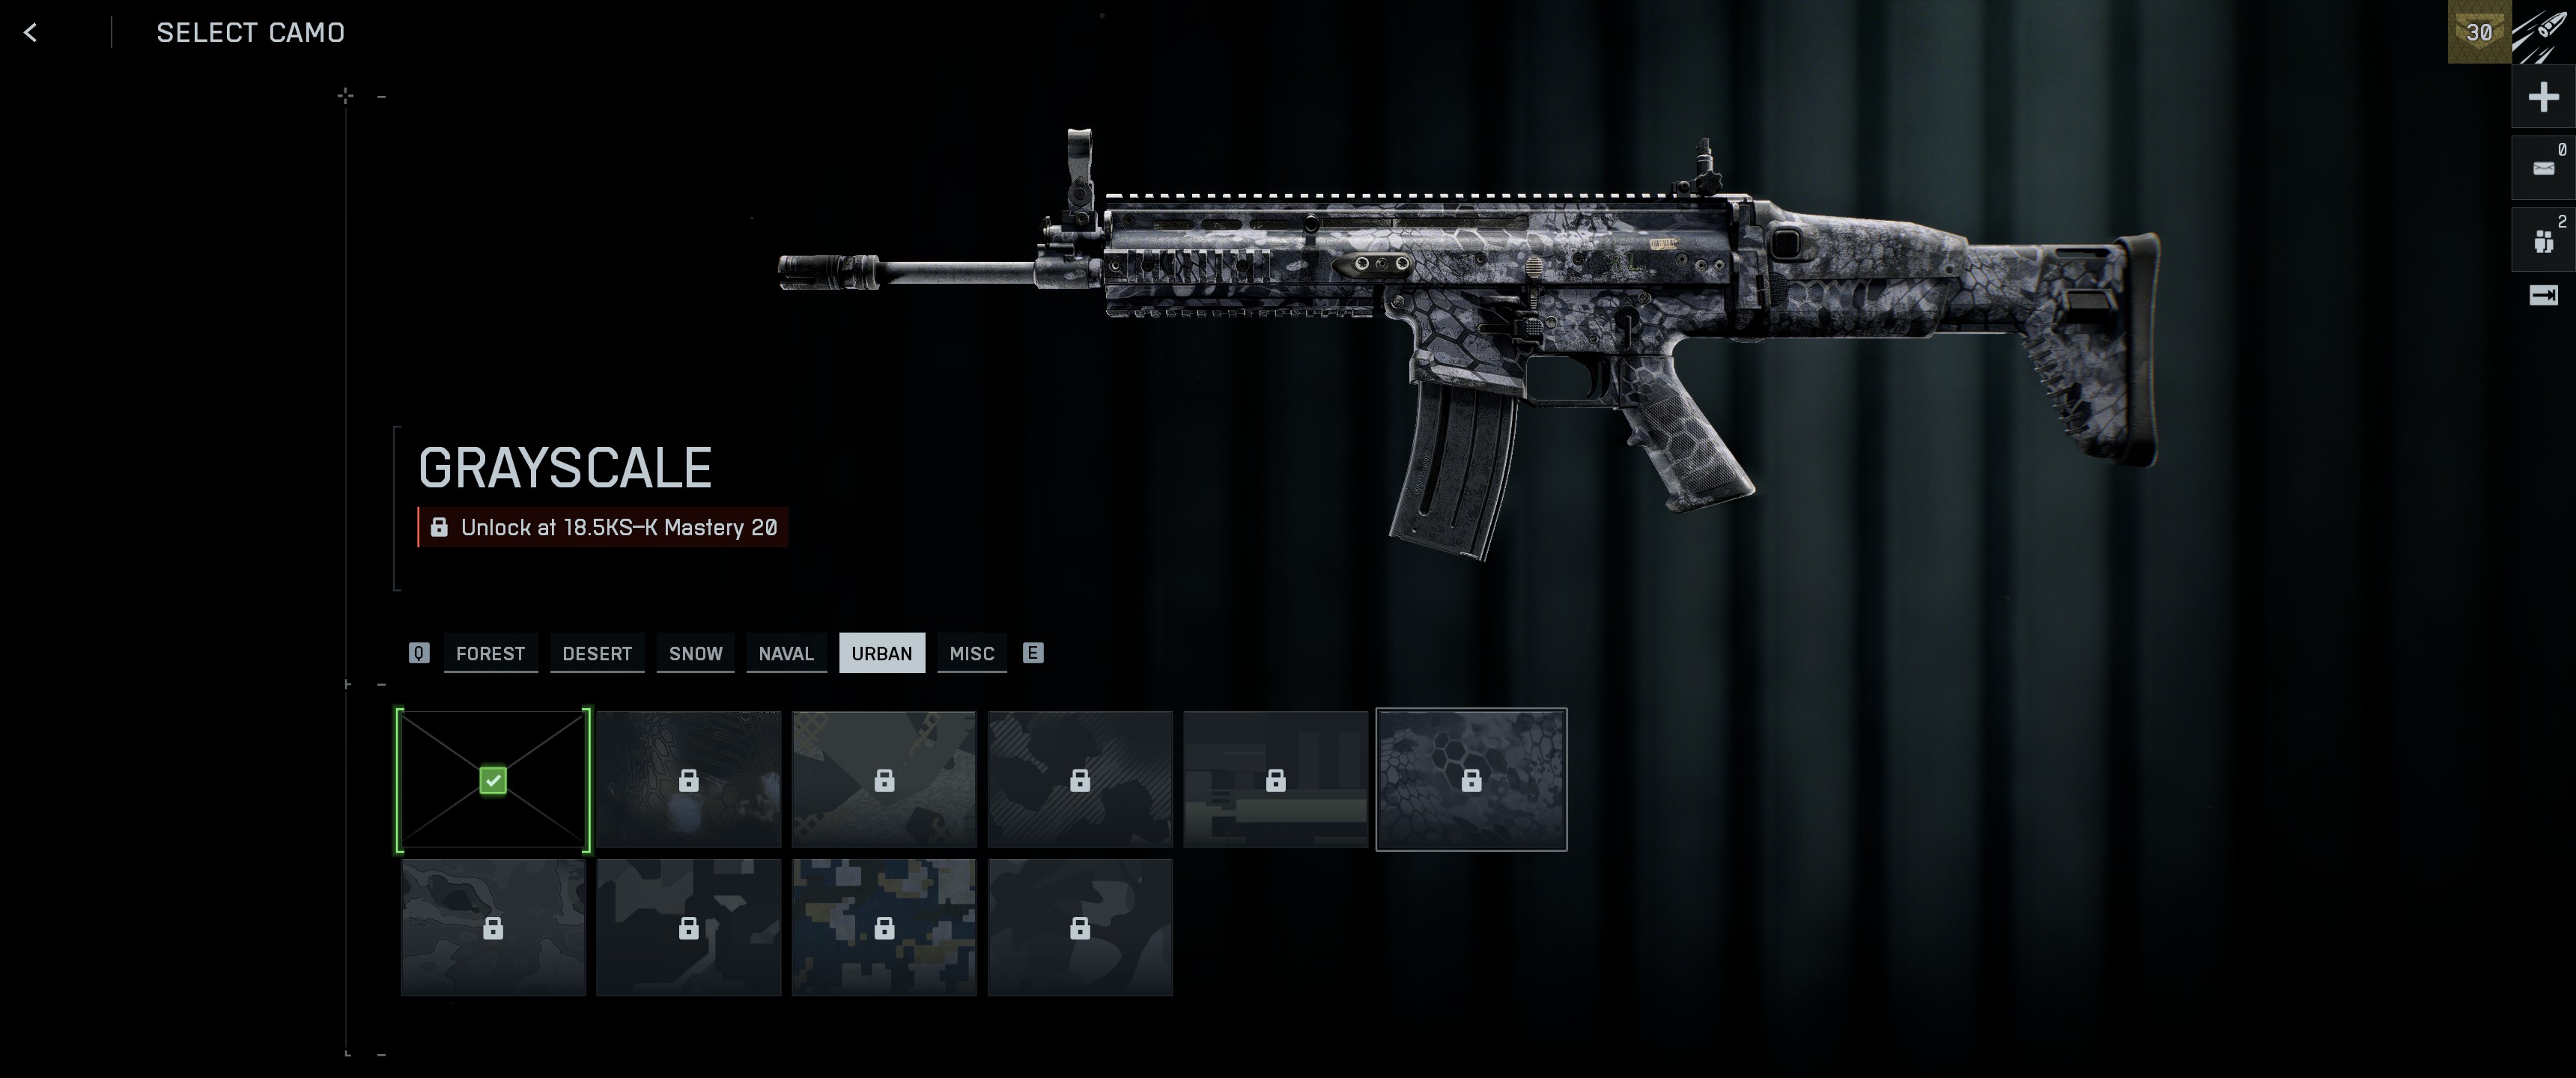 SELECT CAMO
30
0
2
GRAYSCALE
Unlock at 18.5KS-K Mastery 20
Q FOREST DESERT SNOW NAVAL URBAN MISC E